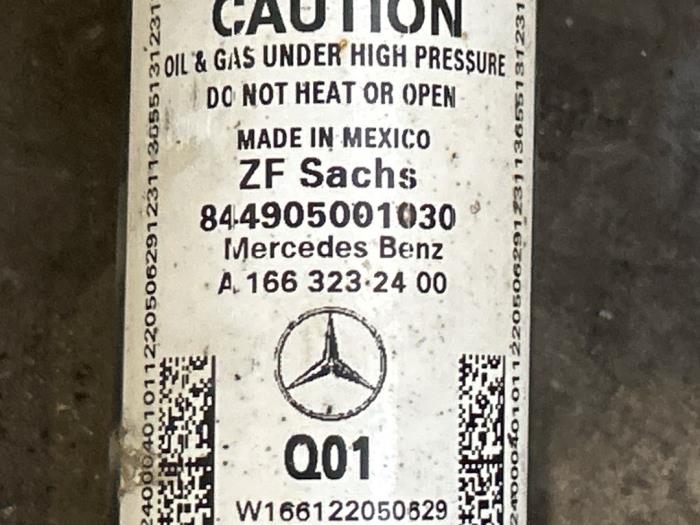 CAUTION
OIL & GAS UNDER HIGH PRESSURE
DO NOT HEAT OR OPEN
MADE IN MEXICO
ZF Sachs
844905001030
Mercedes Benz
A 166 323 24 00
Q01
W166122050629